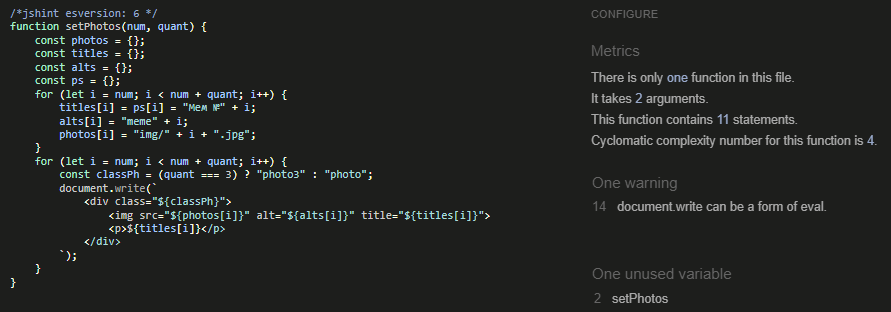 /*jshint esversion: 6 */
function setPhotos(num, quant) {
const photos = {};
const titles = {};
const alts = {};
const ps = {};
for (let i = num; i < num + quant; i++) {
titles[i] = ps[i] = "Мем №" + i;
alts[i] = "meme" + i;
photos[i] = "img/" + i + ".jpg";
}
for (let i = num; i < num + quant; i++) {
const classPh = (quant === 3) ? "photo3" : "photo";
document.write(`
<div class="${classPh}">
<img src="${photos[i]}" alt="${alts[i]}" title="${titles[i]}">
<p>${titles[i]}</p>
</div>
`);
}
}
CONFIGURE
Metrics
There is only one function in this file.
It takes 2 arguments.
This function contains 11 statements.
Cyclomatic complexity number for this function is 4.
One warning
14 document.write can be a form of eval.
One unused variable
2 setPhotos